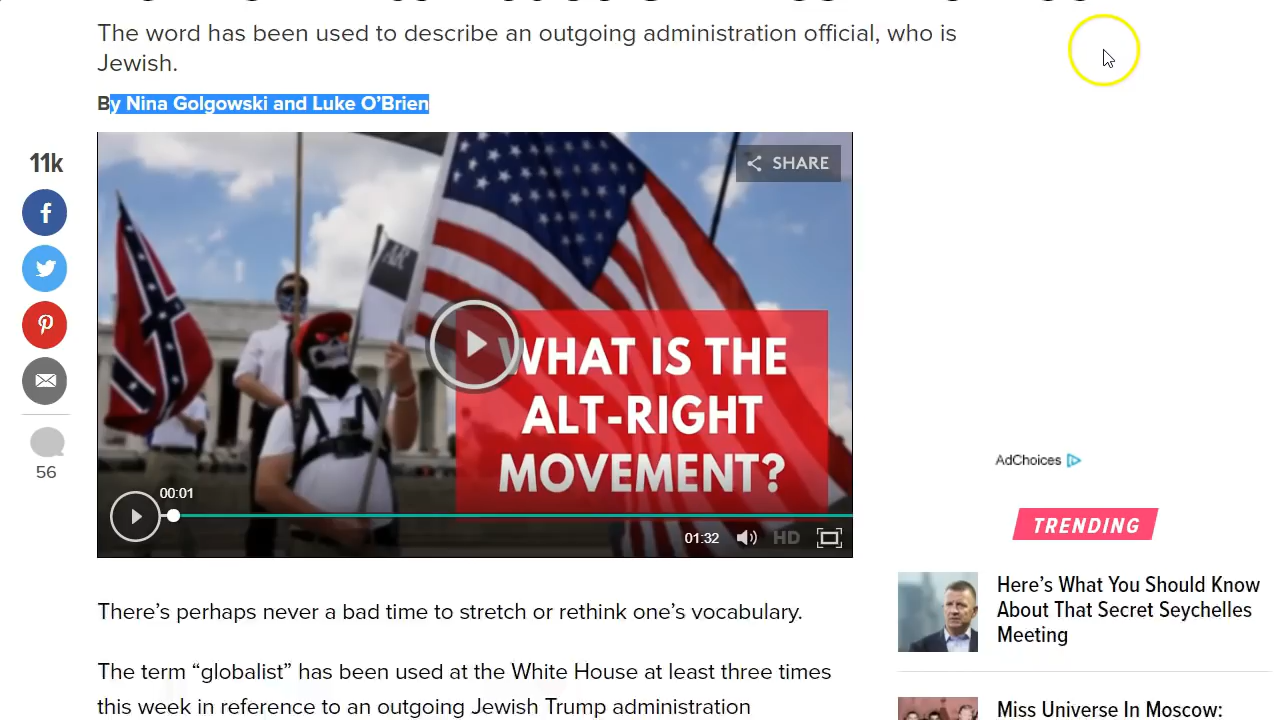 The word has been used to describe an outgoing administration official, who is
Jewish.
By Nina Golgowski and Luke O'Brien
11k
SHARE
AR
WHAT IS THE
ALT-RIGHT
MOVEMENT?
00:01
01:32
HD
56
There's perhaps never a bad time to stretch or rethink one's vocabulary.
The term “globalist” has been used at the White House at least three times
this week in reference to an outgoing Jewish Trump administration
AdChoices
TRENDING
Here's What You Should Know
About That Secret Seychelles
Meeting
Miss Universe In Moscow: